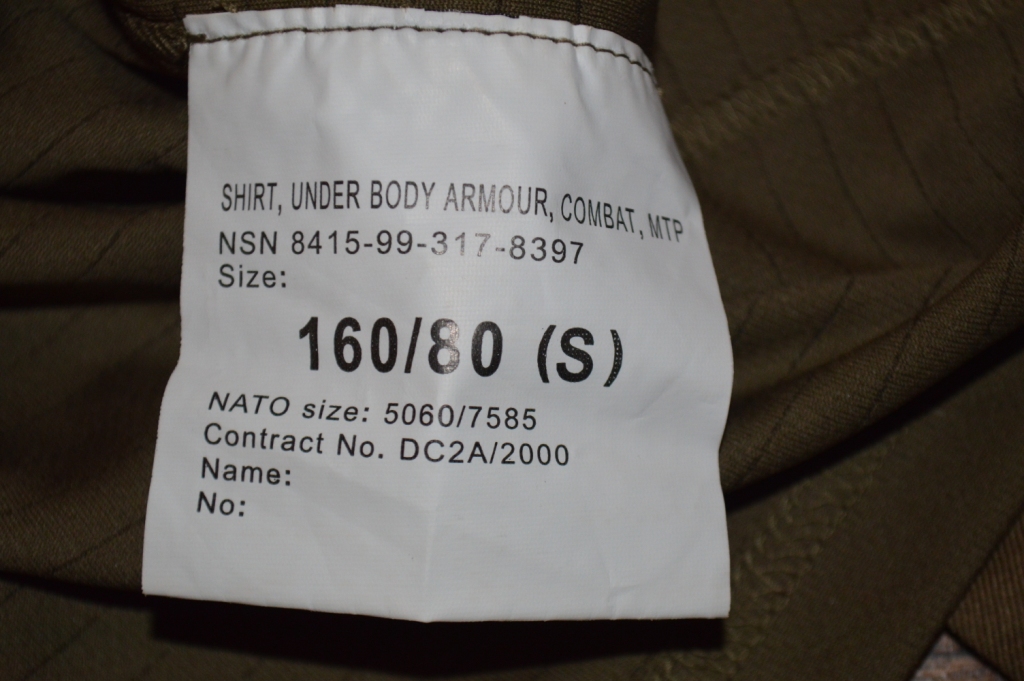 SHIRT, UNDER BODY ARMOUR, COMBAT, MTP
NSN 8415-99-317-8397
Size:
160/80 (S)
NATO size: 5060/7585
Contract No. DC2A/2000
Name:
No: